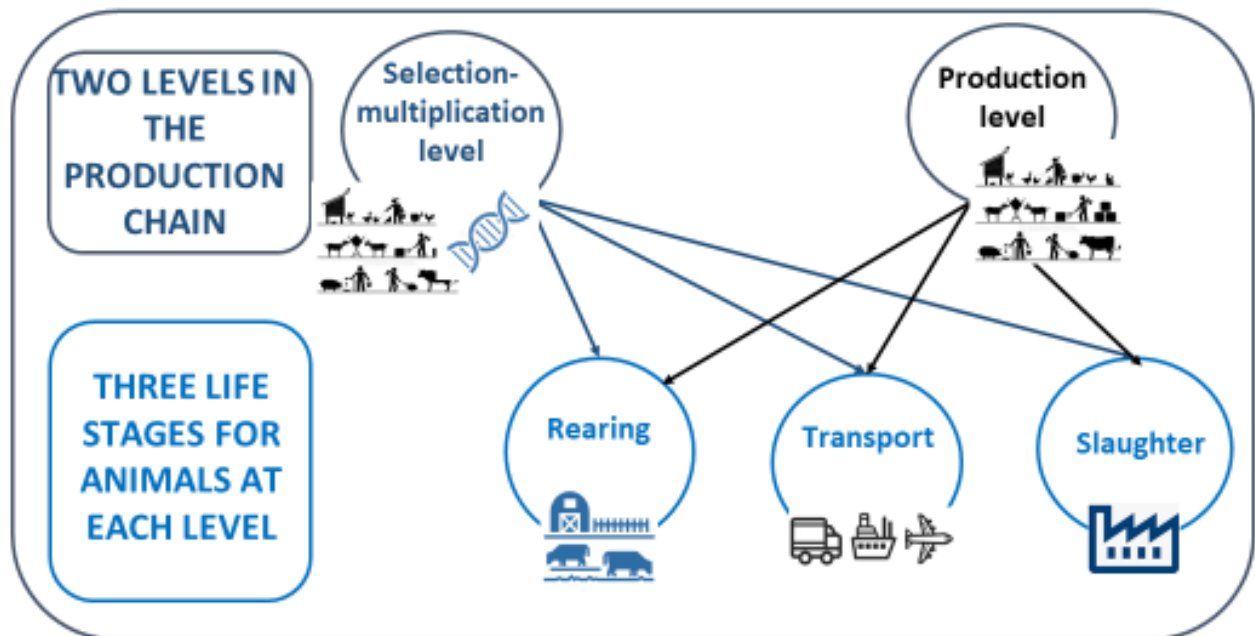 TWO LEVELS IN
THE
PRODUCTION
CHAIN
Selection-
multiplication
level
Production
level
THREE LIFE
STAGES FOR
ANIMALS AT
EACH LEVEL
Rearing
Transport
Slaughter